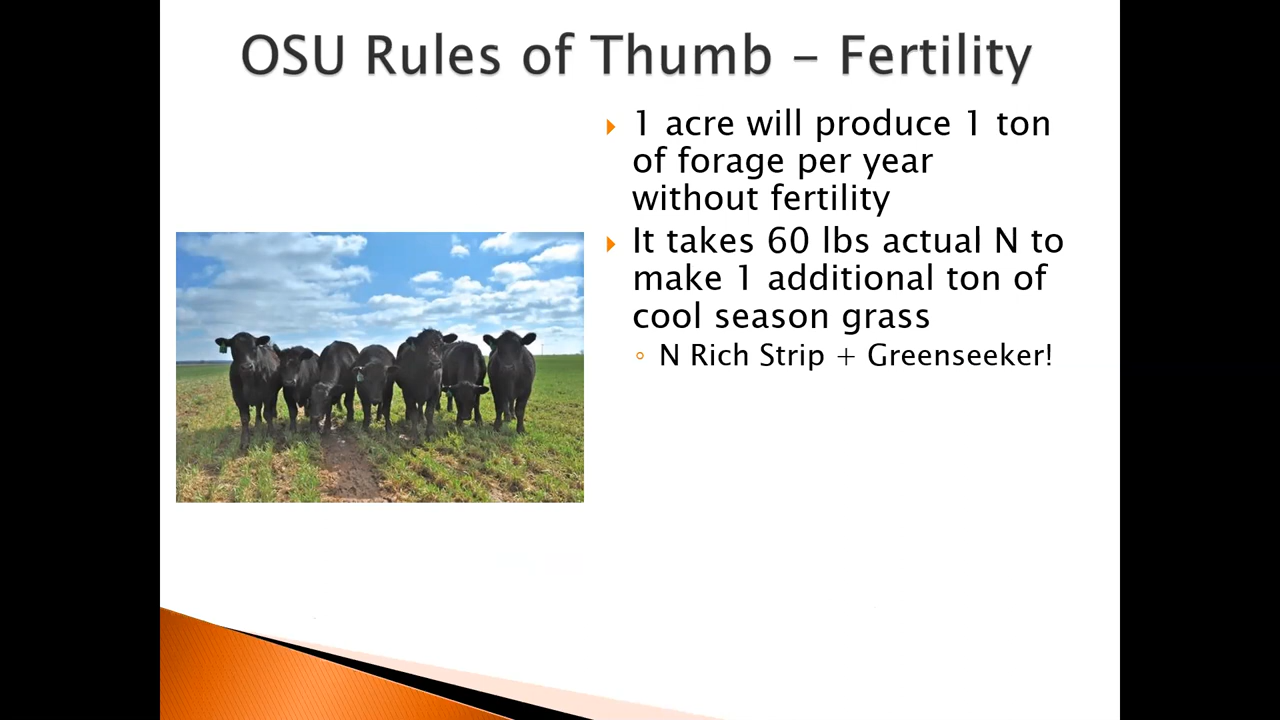 OSU Rules of Thumb – Fertility
1 acre will produce 1 ton
of forage per year
without fertility
It takes 60 lbs actual N to
make 1 additional ton of
cool season grass
N Rich Strip + Greenseeker!